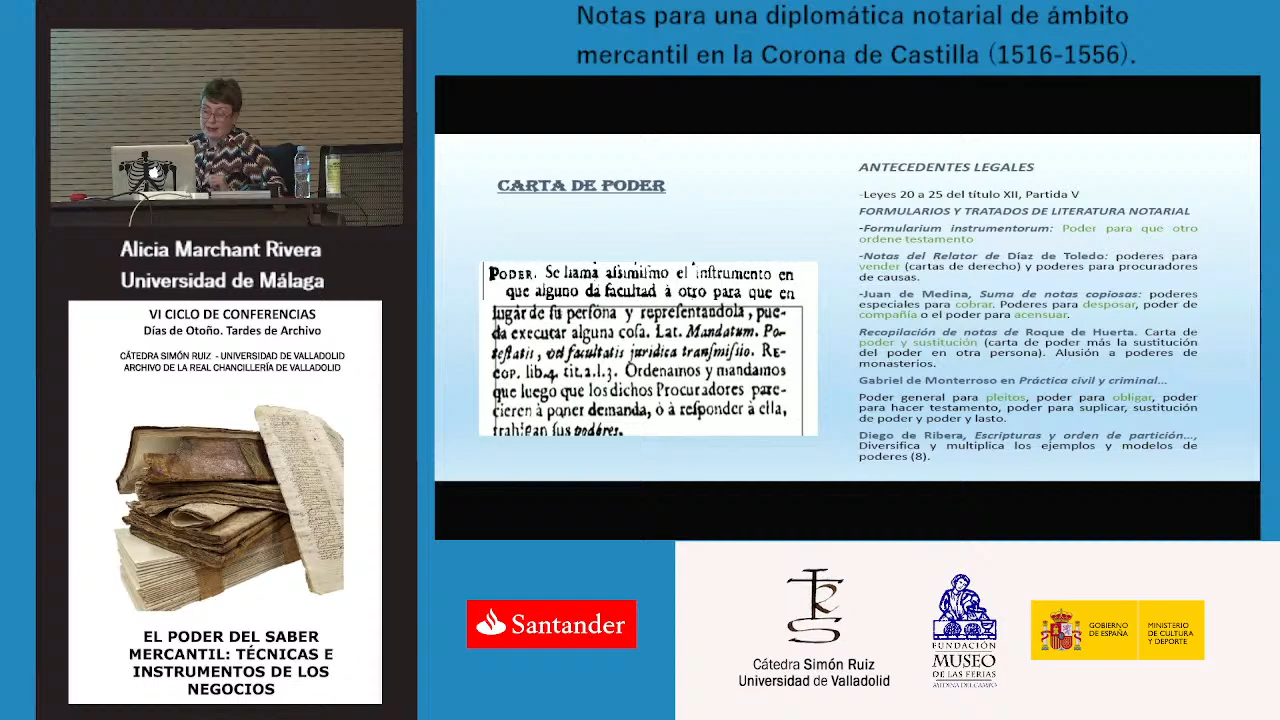 Notas para una diplomática notarial de ámbito
mercantil en la Corona de Castilla (1516-1556).
Alicia Marchant Rivera
Universidad de Málaga
VI CICLO DE CONFERENCIAS
Días de Otoño. Tardes de Archivo
CÁTEDRA SIMÓN RUIZ - UNIVERSIDAD DE VALLADOLID
ARCHIVO DE LA REAL CHANCILLERÍA DE VALLADOLID
EL PODER DEL SABER
MERCANTIL: TÉCNICAS E
INSTRUMENTOS DE LOS
NEGOCIOS
CARTA DE PODER
PODER. Se llama assimismo el instrumento en
que alguno dà facultad à otro para que en
lugar de su persóna y representandola, pue-
da executar alguna cosa. Lat. Mandatum. Po-
testatis, vel facultatis juridica transmissio. RE-
COP. lib. 4. tit. 2. l. 3. Ordenamos y mandamos
que luego que los dichos Procuradores pare-
cieren à poner demanda, ò à responder à ella,
trahigan sus podéres.
ANTECEDENTES LEGALES
-Leyes 20 a 25 del título XII, Partida V
FORMULARIOS Y TRATADOS DE LITERATURA NOTARIAL
-Formularium instrumentorum: Poder para que otro
ordene testamento
-Notas del Relator de Díaz de Toledo: poderes para
vender (cartas de derecho) y poderes para procuradores
de causas.
-Juan de Medina, Suma de notas copiosas: poderes
especiales para cobrar. Poderes para desposar, poder de
compañía o el poder para acensuar.
Recopilación de notas de Roque de Huerta. Carta de
poder y sustitución (carta de poder más la sustitución
del poder en otra persona). Alusión a poderes de
monasterios.
Gabriel de Monterroso en Práctica civil y criminal...
Poder general para pleitos, poder para obligar, poder
para hacer testamento, poder para suplicar, sustitución
de poder y poder y lasto.
Diego de Ribera, Escripturas y orden de partición...,
Diversifica y multiplica los ejemplos y modelos de
poderes (8).
Santander
Cátedra Simón Ruiz
Universidad de Valladolid
FUNDACIÓN
MUSEO
DE LAS FERIAS
MEDINA DEL CAMPO
GOBIERNO
DE ESPAÑA
MINISTERIO
DE CULTURA
Y DEPORTE